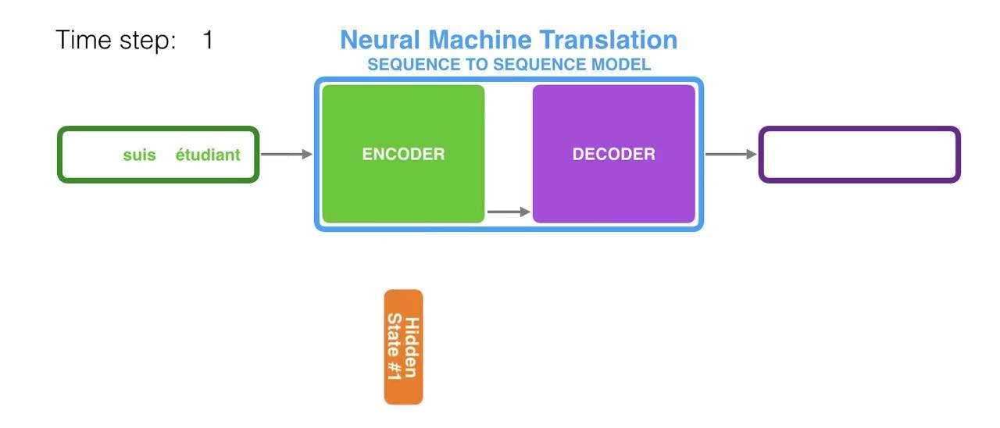 Time step: 1
Neural Machine Translation
SEQUENCE TO SEQUENCE MODEL
suis étudiant
ENCODER
DECODER
Hidden
State #1